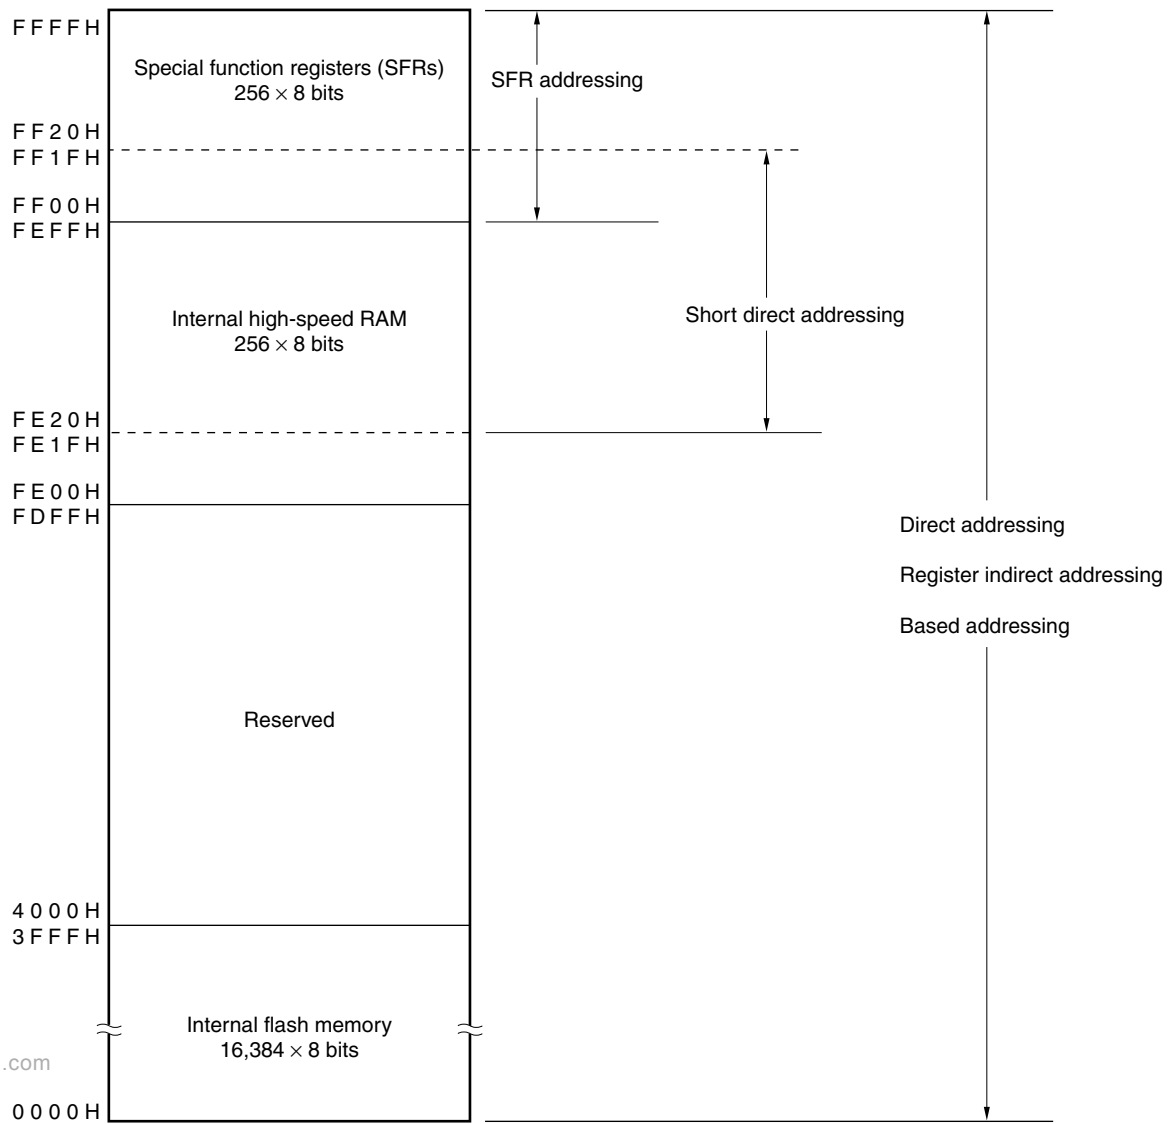 FFFFH
Special function registers (SFRs)
256 × 8 bits
SFR addressing
FF20H
FF1FH
FF00H
FEFFH
Internal high-speed RAM
256 × 8 bits
Short direct addressing
FE20H
FE1FH
FE00H
FDFFH
Direct addressing
Register indirect addressing
Based addressing
Reserved
4000H
3FFFH
Internal flash memory
16,384 × 8 bits
.com
0000H